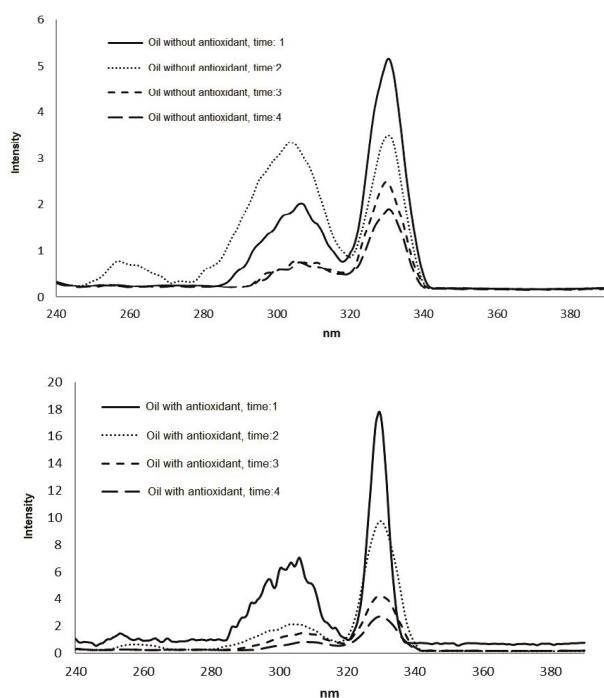 6
Oil without antioxidant, time: 1
Oil without antioxidant, time:2
5
Oil without antioxidant, time:3
Oil without antioxidant, time:4
4
Intensity
3
2
1
0
240 260 280 300 320 340 360 380
nm
20
18
Oil with antioxidant, time:1
16
Oil with antioxidant, time:2
14
Oil with antioxidant, time:3
12
Oil with antioxidant, time:4
10
Intensity
8
6
4
2
0
240 260 280 300 320 340 360 380
nm